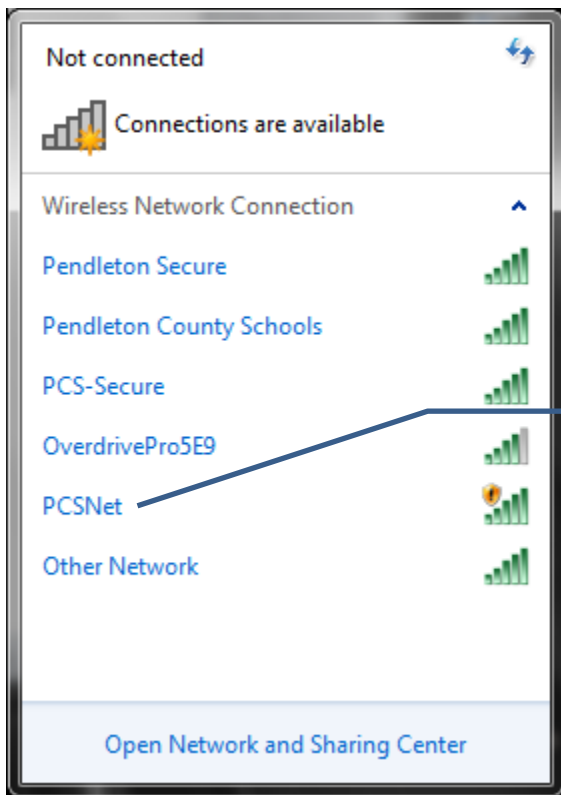 Not connected
Connections are available
Wireless Network Connection
Pendleton Secure
Pendleton County Schools
PCS-Secure
OverdrivePro5E9
PCSNet
Other Network
Open Network and Sharing Center